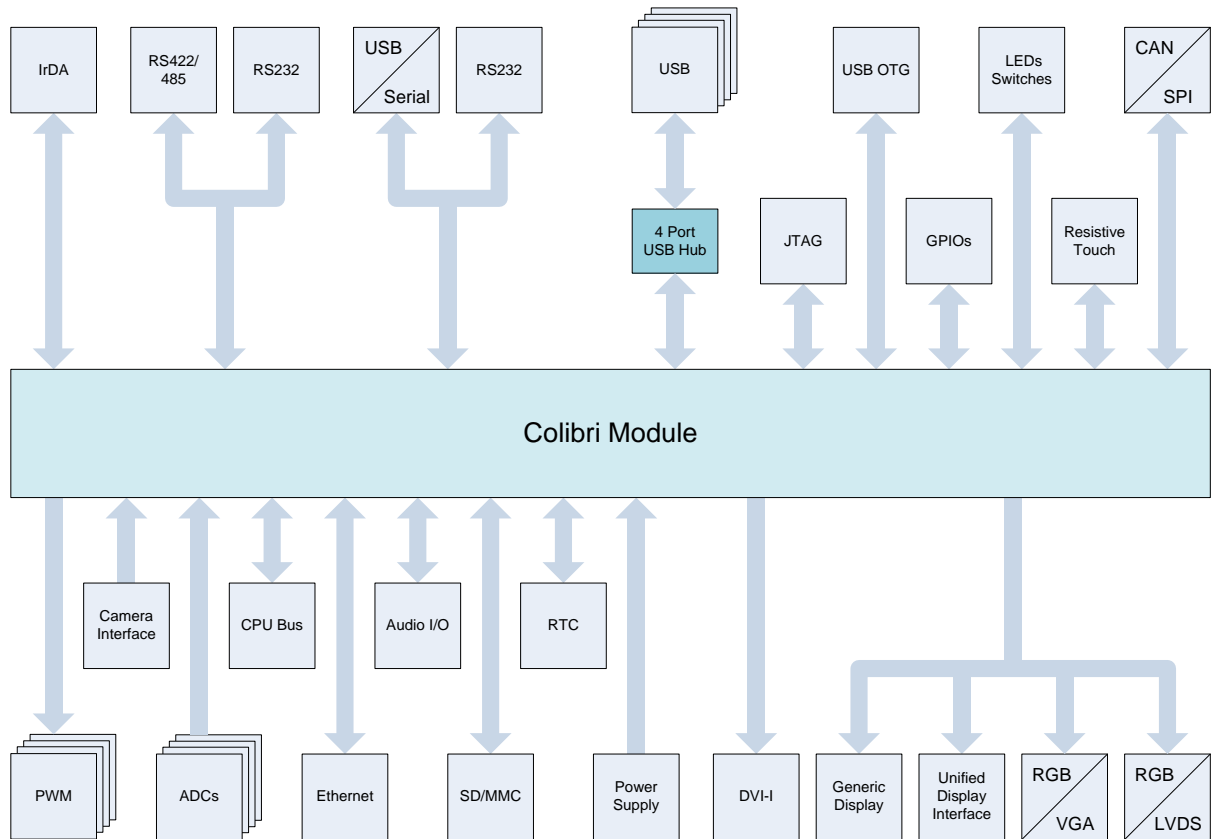 IrDA
RS422/
485
RS232
USB
Serial
RS232
USB
USB OTG
LEDs
Switches
CAN
SPI
4 Port
USB Hub
JTAG
GPIOs
Resistive
Touch
Colibri Module
Camera
Interface
CPU Bus
Audio I/O
RTC
PWM
ADCs
Ethernet
SD/MMC
Power
Supply
DVI-I
Generic
Display
Unified
Display
Interface
RGB
VGA
RGB
LVDS